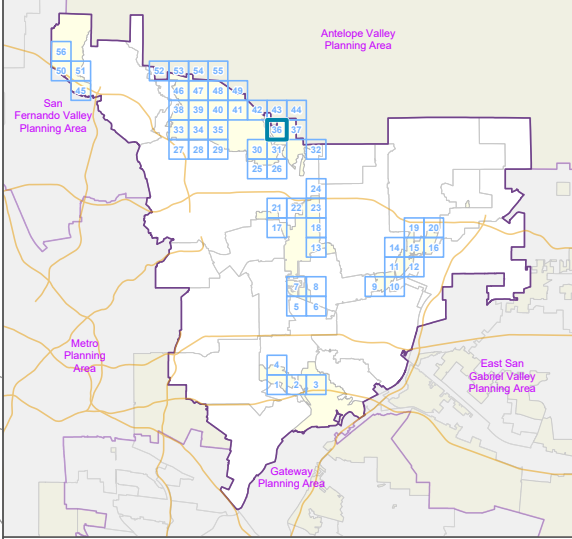 Antelope Valley
Planning Area
56
50 51
45
52 53 54 55
46 47 48 49
38 39 40 41 42 43 44
33 34 35 36 37
27 28 29 30 31 32
25 26
San
Fernando Valley
Planning Area
24
21 22 23
17 18
13
19 20
14 15 16
11 12
9 10
7 8
5 6
Metro
Planning
Area
4
1 2 3
East San
Gabriel Valley
Planning Area
Gateway
Planning Area